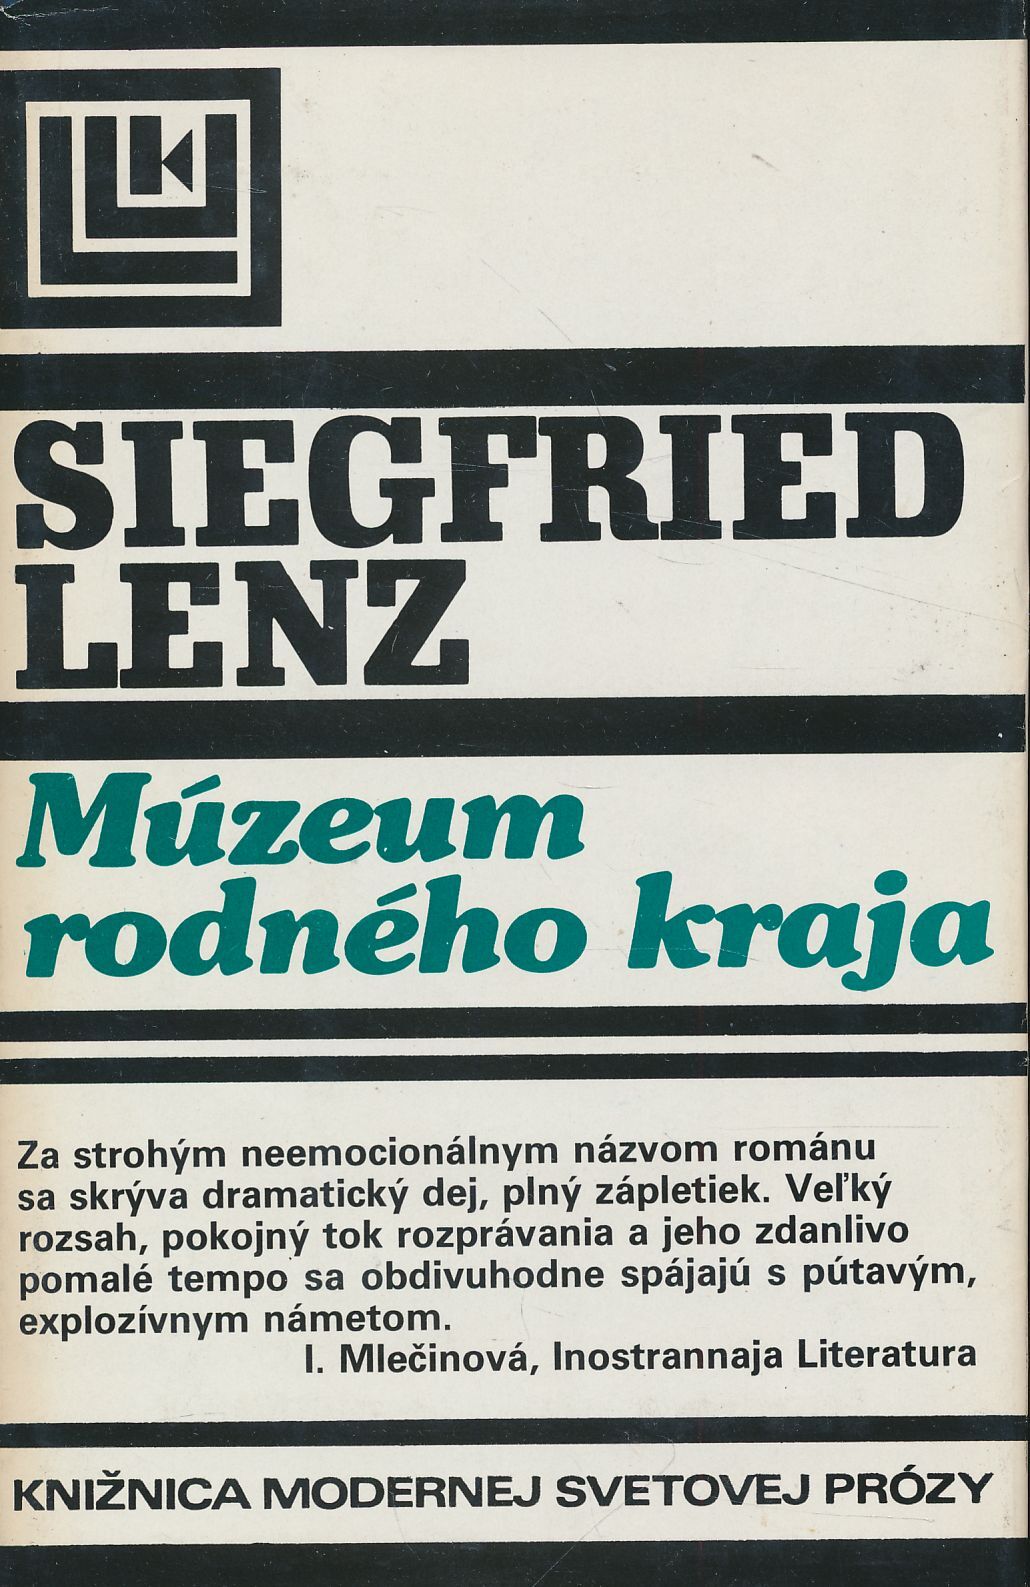 SIEGFRIED
LENZ
Múzeum
rodného kraja
Za strohým neemocionálnym názvom románu
sa skrýva dramatický dej, plný zápletiek. Veľký
rozsah, pokojný tok rozprávania a jeho zdanlivo
pomalé tempo sa obdivuhodne spájajú s pútavým,
explozívnym námetom.
I. Mlečinová, Inostrannaja Literatura
KNIŽNICA MODERNEJ SVETOVEJ PRÓZY